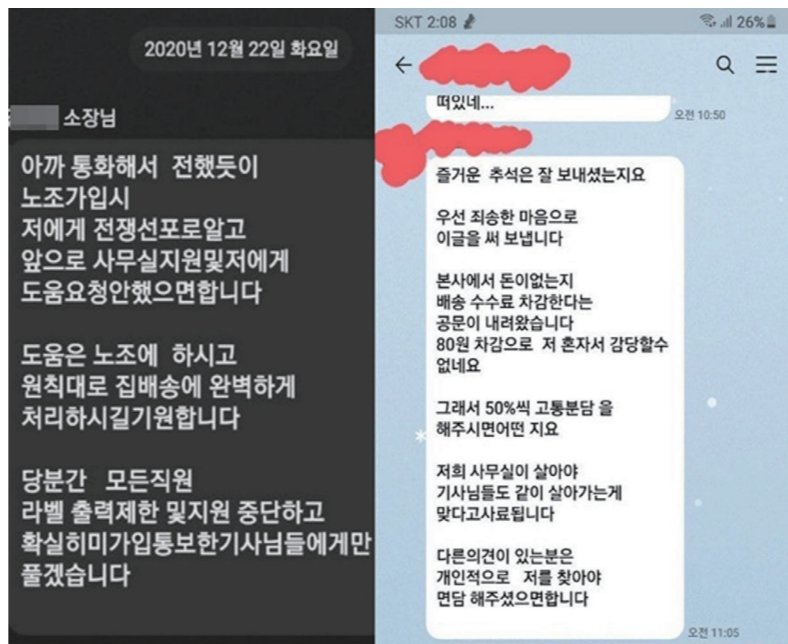 2020년 12월 22일 화요일
소장님
아까 통화해서 전했듯이
노조가입시
저에게 전쟁선포로알고
앞으로 사무실지원및저에게
도움요청안했으면합니다
도움은 노조에 하시고
원칙대로 집배송에 완벽하게
처리하시길기원합니다
당분간 모든직원
라벨 출력제한 및지원 중단하고
확실히미가입통보한기사님들에게만
풀겠습니다
SKT 2:08 26%
떠있네...
오전 10:50
즐거운 추석은 잘 보내셨는지요
우선 죄송한 마음으로
이글을 써 보냅니다
본사에서 돈이없는지
배송 수수료 차감한다는
공문이 내려왔습니다
80원 차감으로 저 혼자서 감당할수
없네요
그래서 50%씩 고통분담 을
해주시면어떤 지요
저희 사무실이 살아야
기사님들도 같이 살아가는게
맞다고사료됩니다
다른의견이 있는분은
개인적으로 저를 찾아야
면담 해주셨으면합니다
오전 11:05